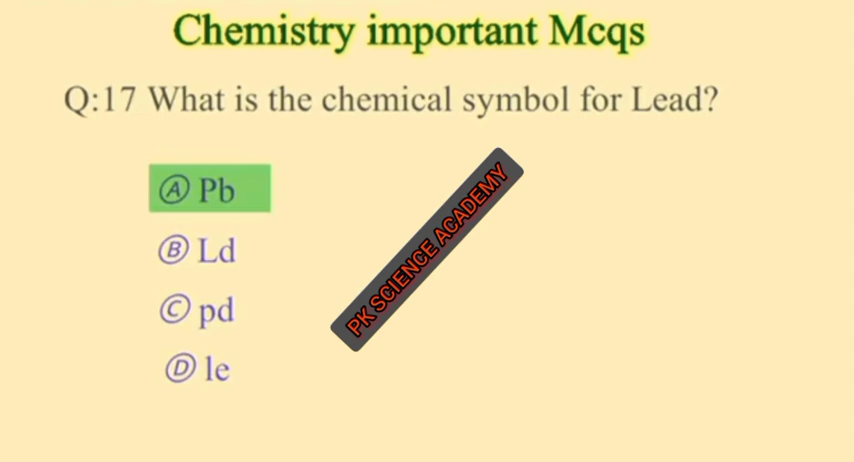 Chemistry important Mcqs
Q:17 What is the chemical symbol for Lead?
Ⓐ Pb
Ⓑ Ld
Ⓒ pd
Ⓓ le
PK SCIENCE ACADEMY